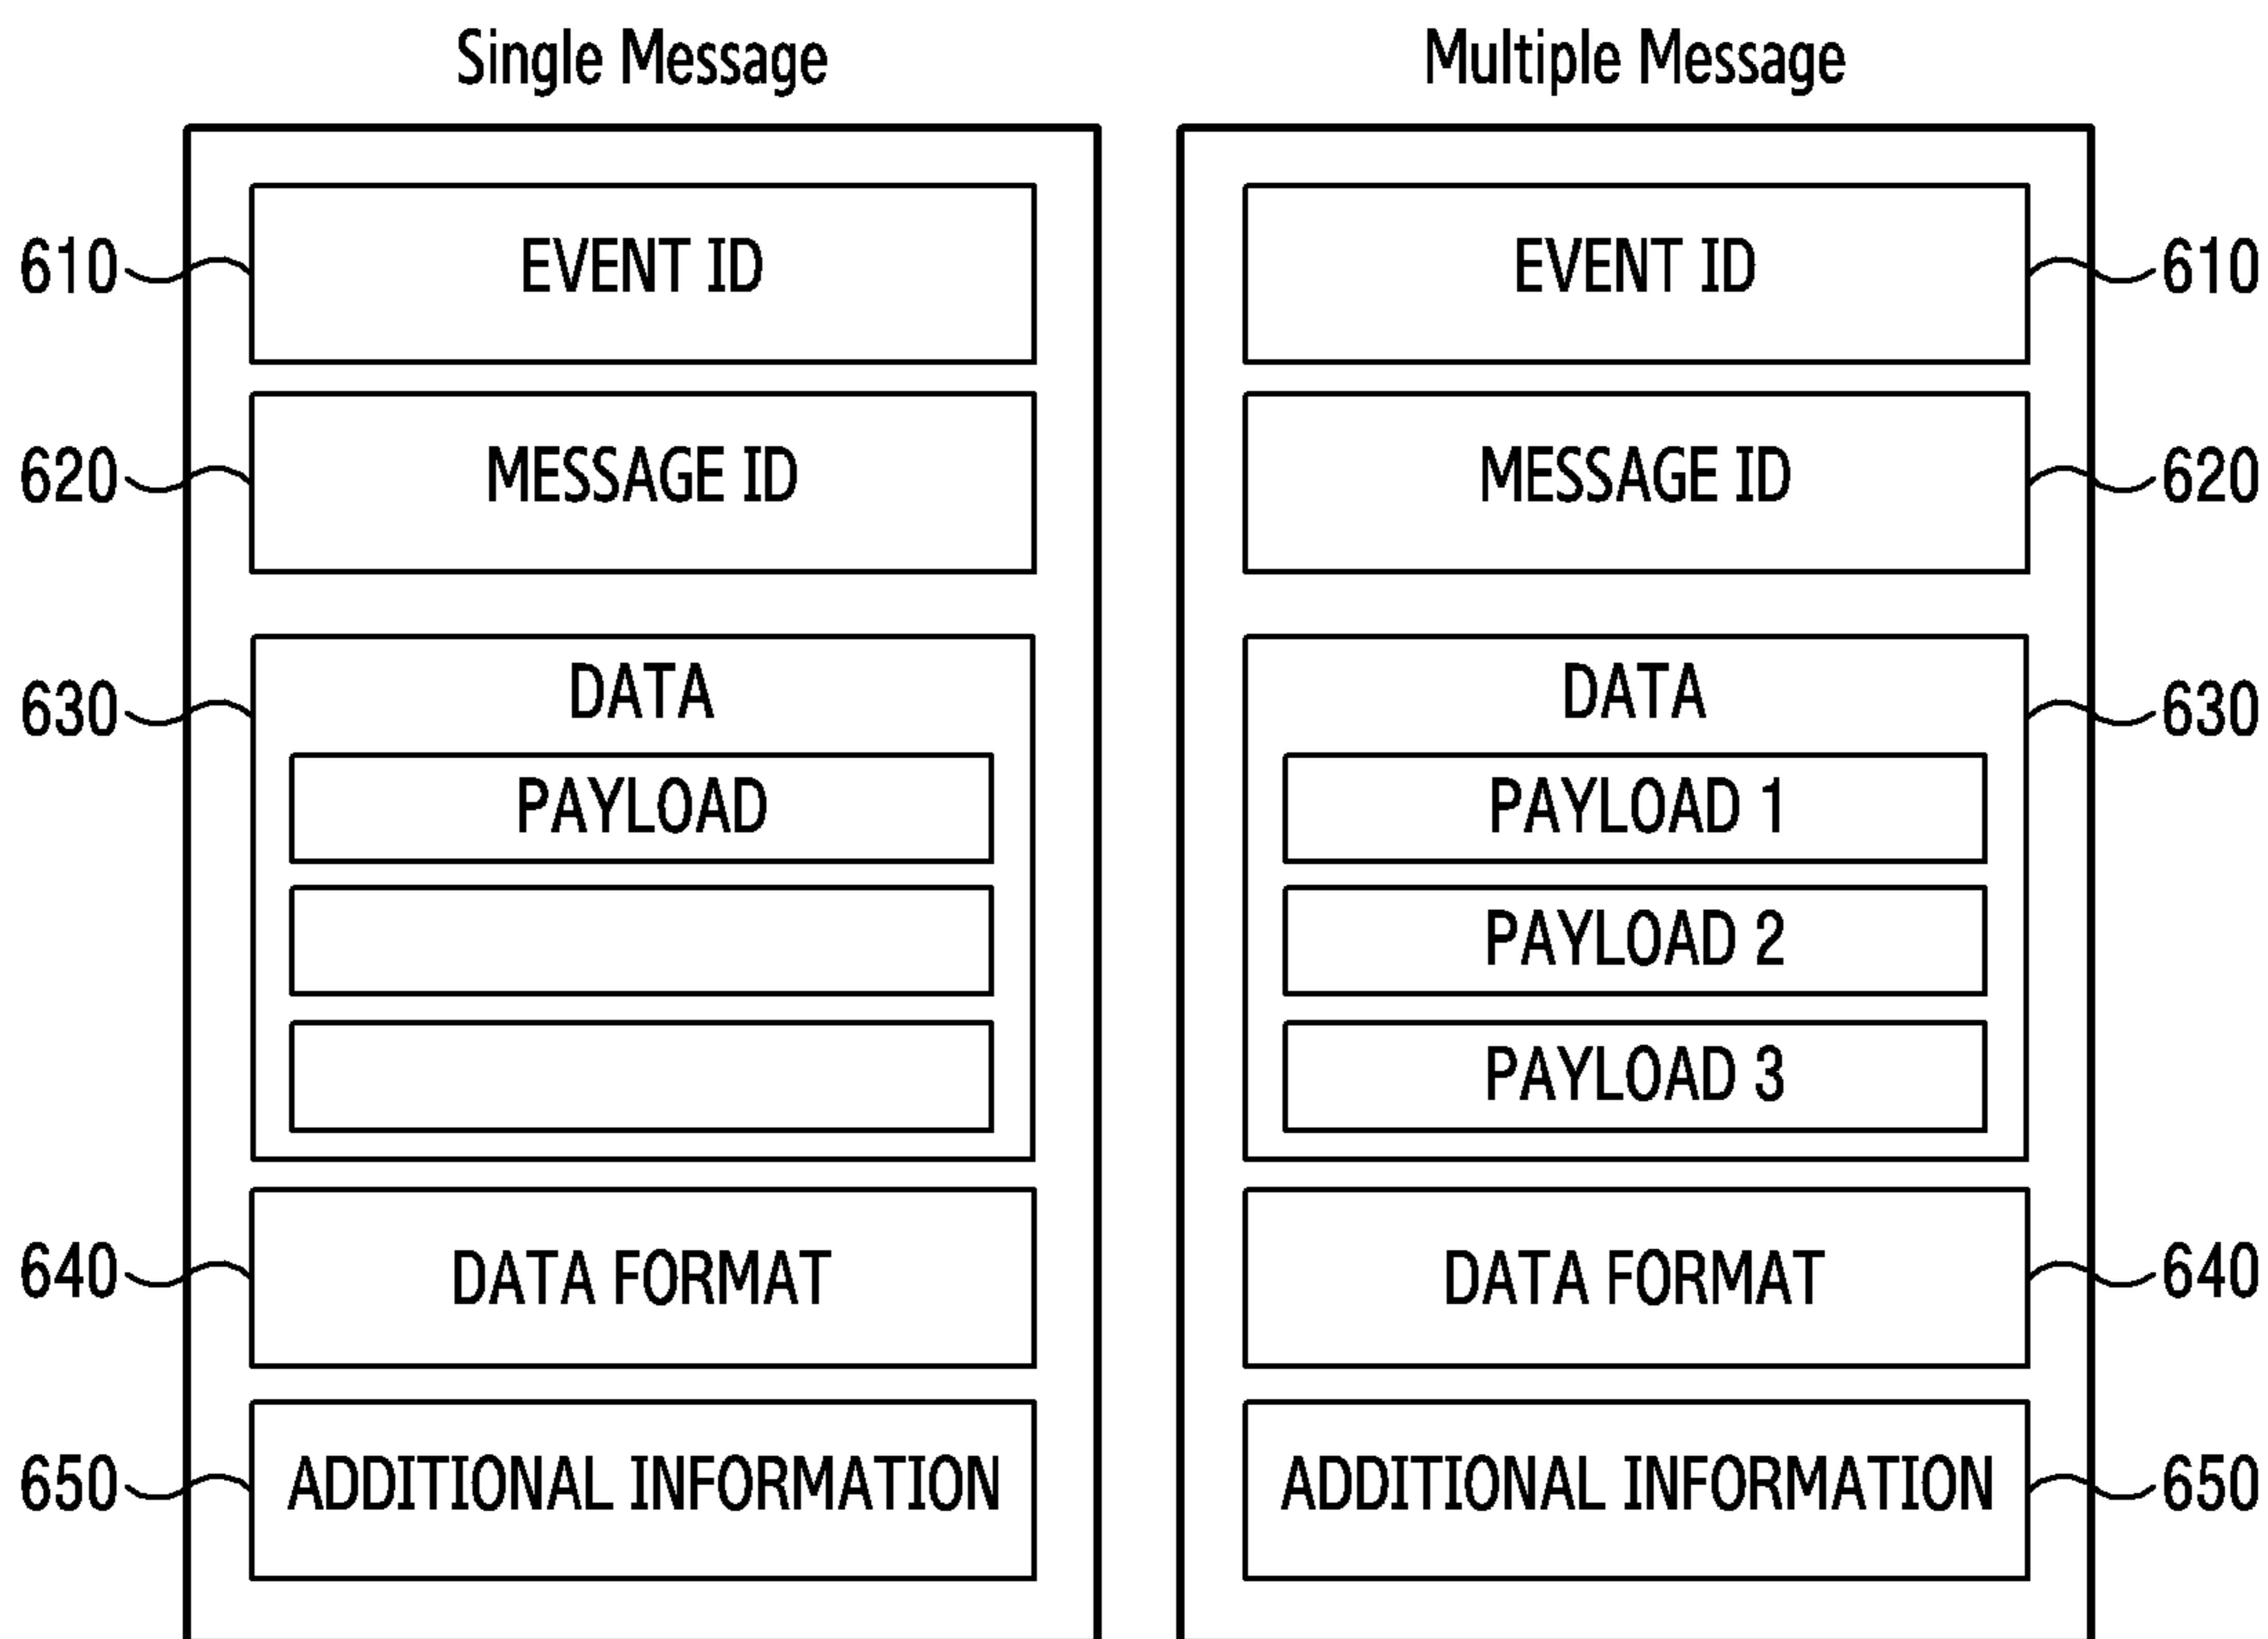 Single Message
610
EVENT ID
620
MESSAGE ID
630
DATA
PAYLOAD
640
DATA FORMAT
650
ADDITIONAL INFORMATION
Multiple Message
EVENT ID
610
MESSAGE ID
620
DATA
630
PAYLOAD 1
PAYLOAD 2
PAYLOAD 3
DATA FORMAT
640
ADDITIONAL INFORMATION
650